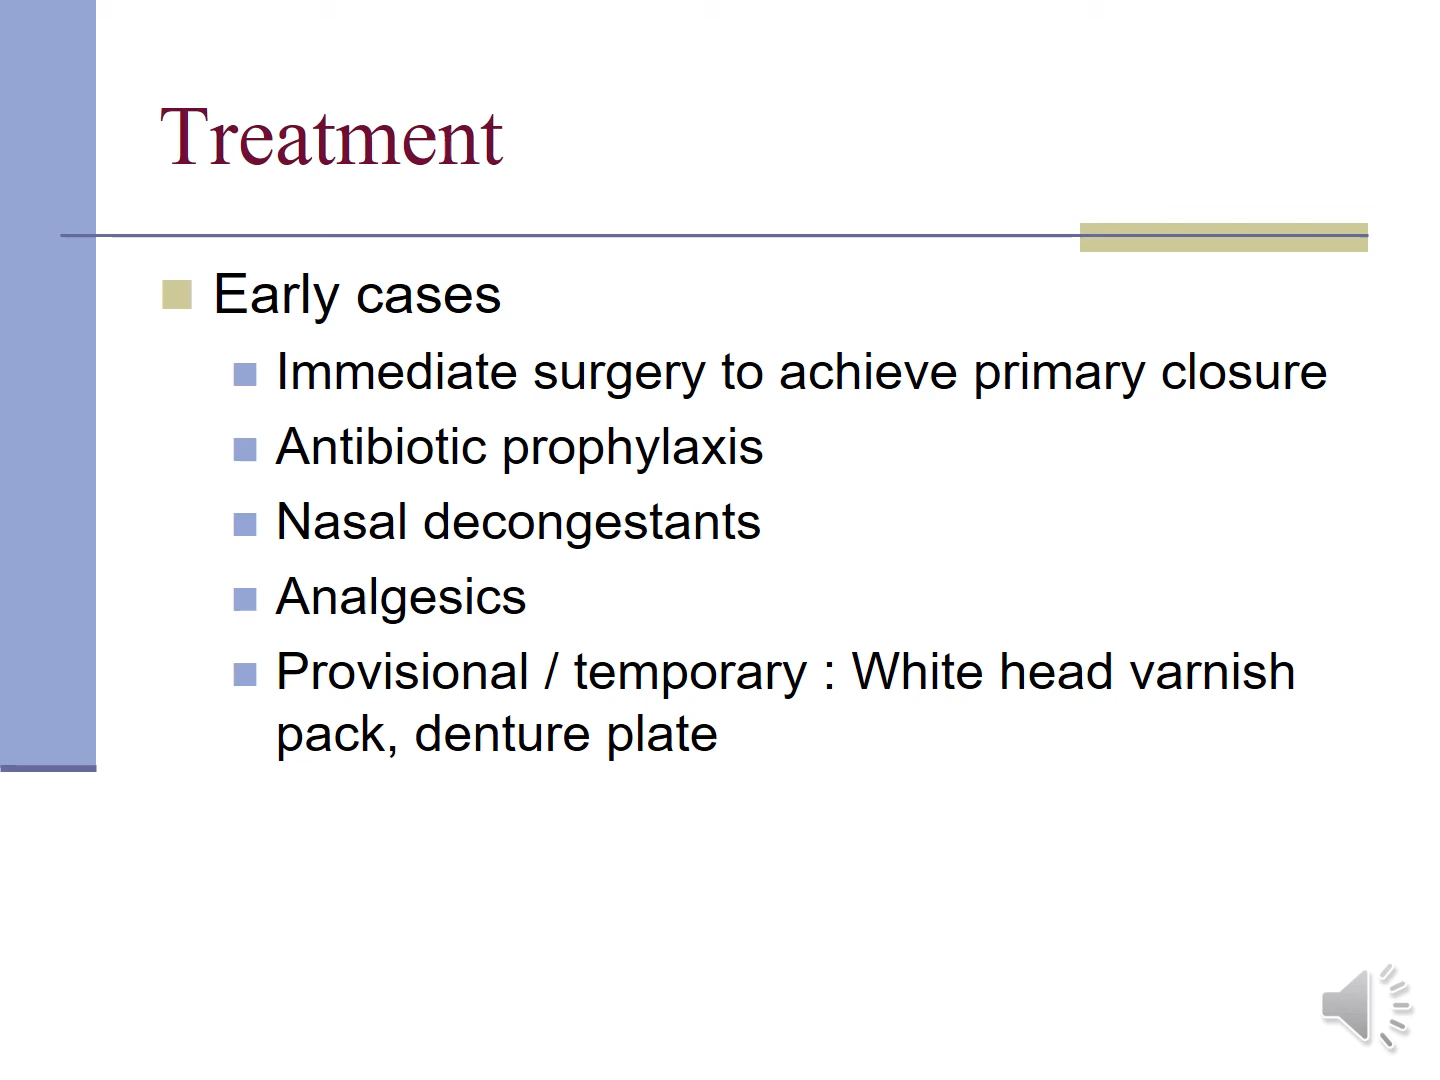 Treatment
Early cases
Immediate surgery to achieve primary closure
Antibiotic prophylaxis
Nasal decongestants
Analgesics
Provisional / temporary : White head varnish
pack, denture plate